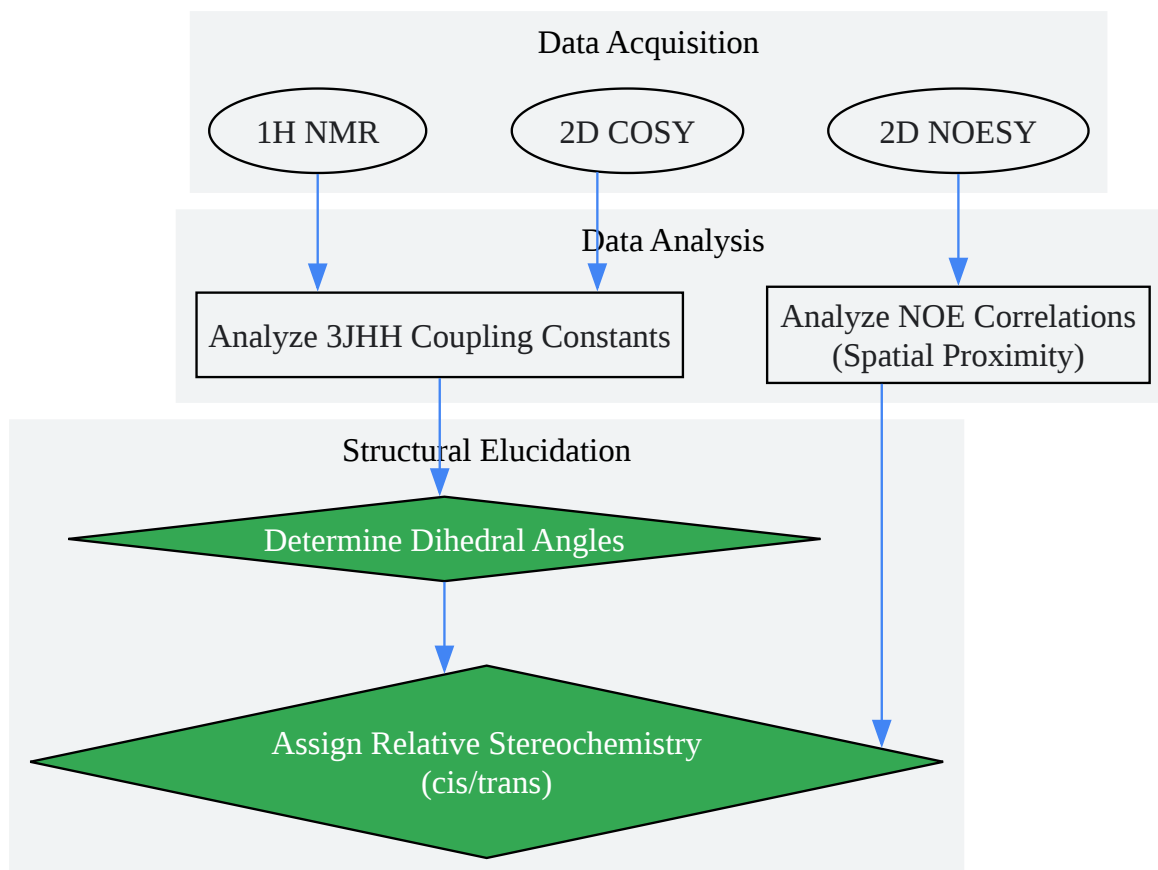 Data Acquisition
1H NMR
2D COSY
2D NOESY
Data Analysis
Analyze 3JHH Coupling Constants
Analyze NOE Correlations
(Spatial Proximity)
Structural Elucidation
Determine Dihedral Angles
Assign Relative Stereochemistry
(cis/trans)